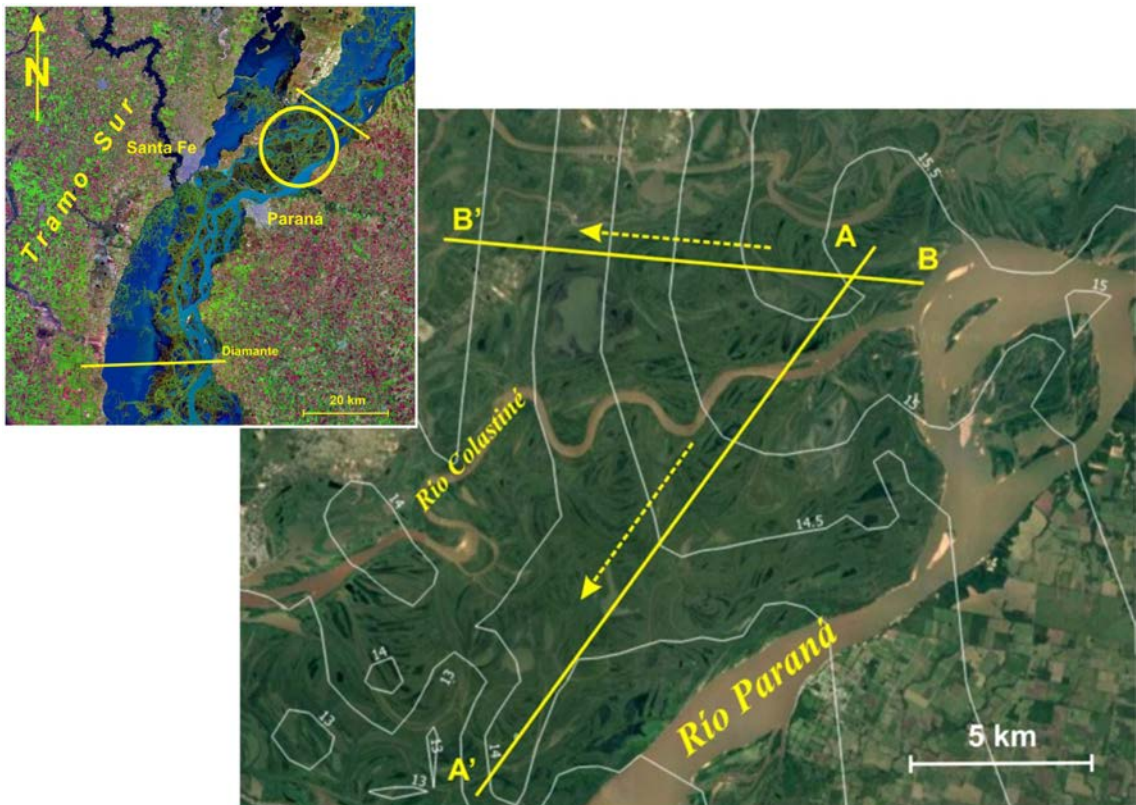 N
Tramo Sur
Santa Fe
Paraná
Diamante
20 km
B'
A
B
15.5
15
15
14.5
Río Colastiné
14
14
13
13
13
13
14
A'
Río Paraná
5 km